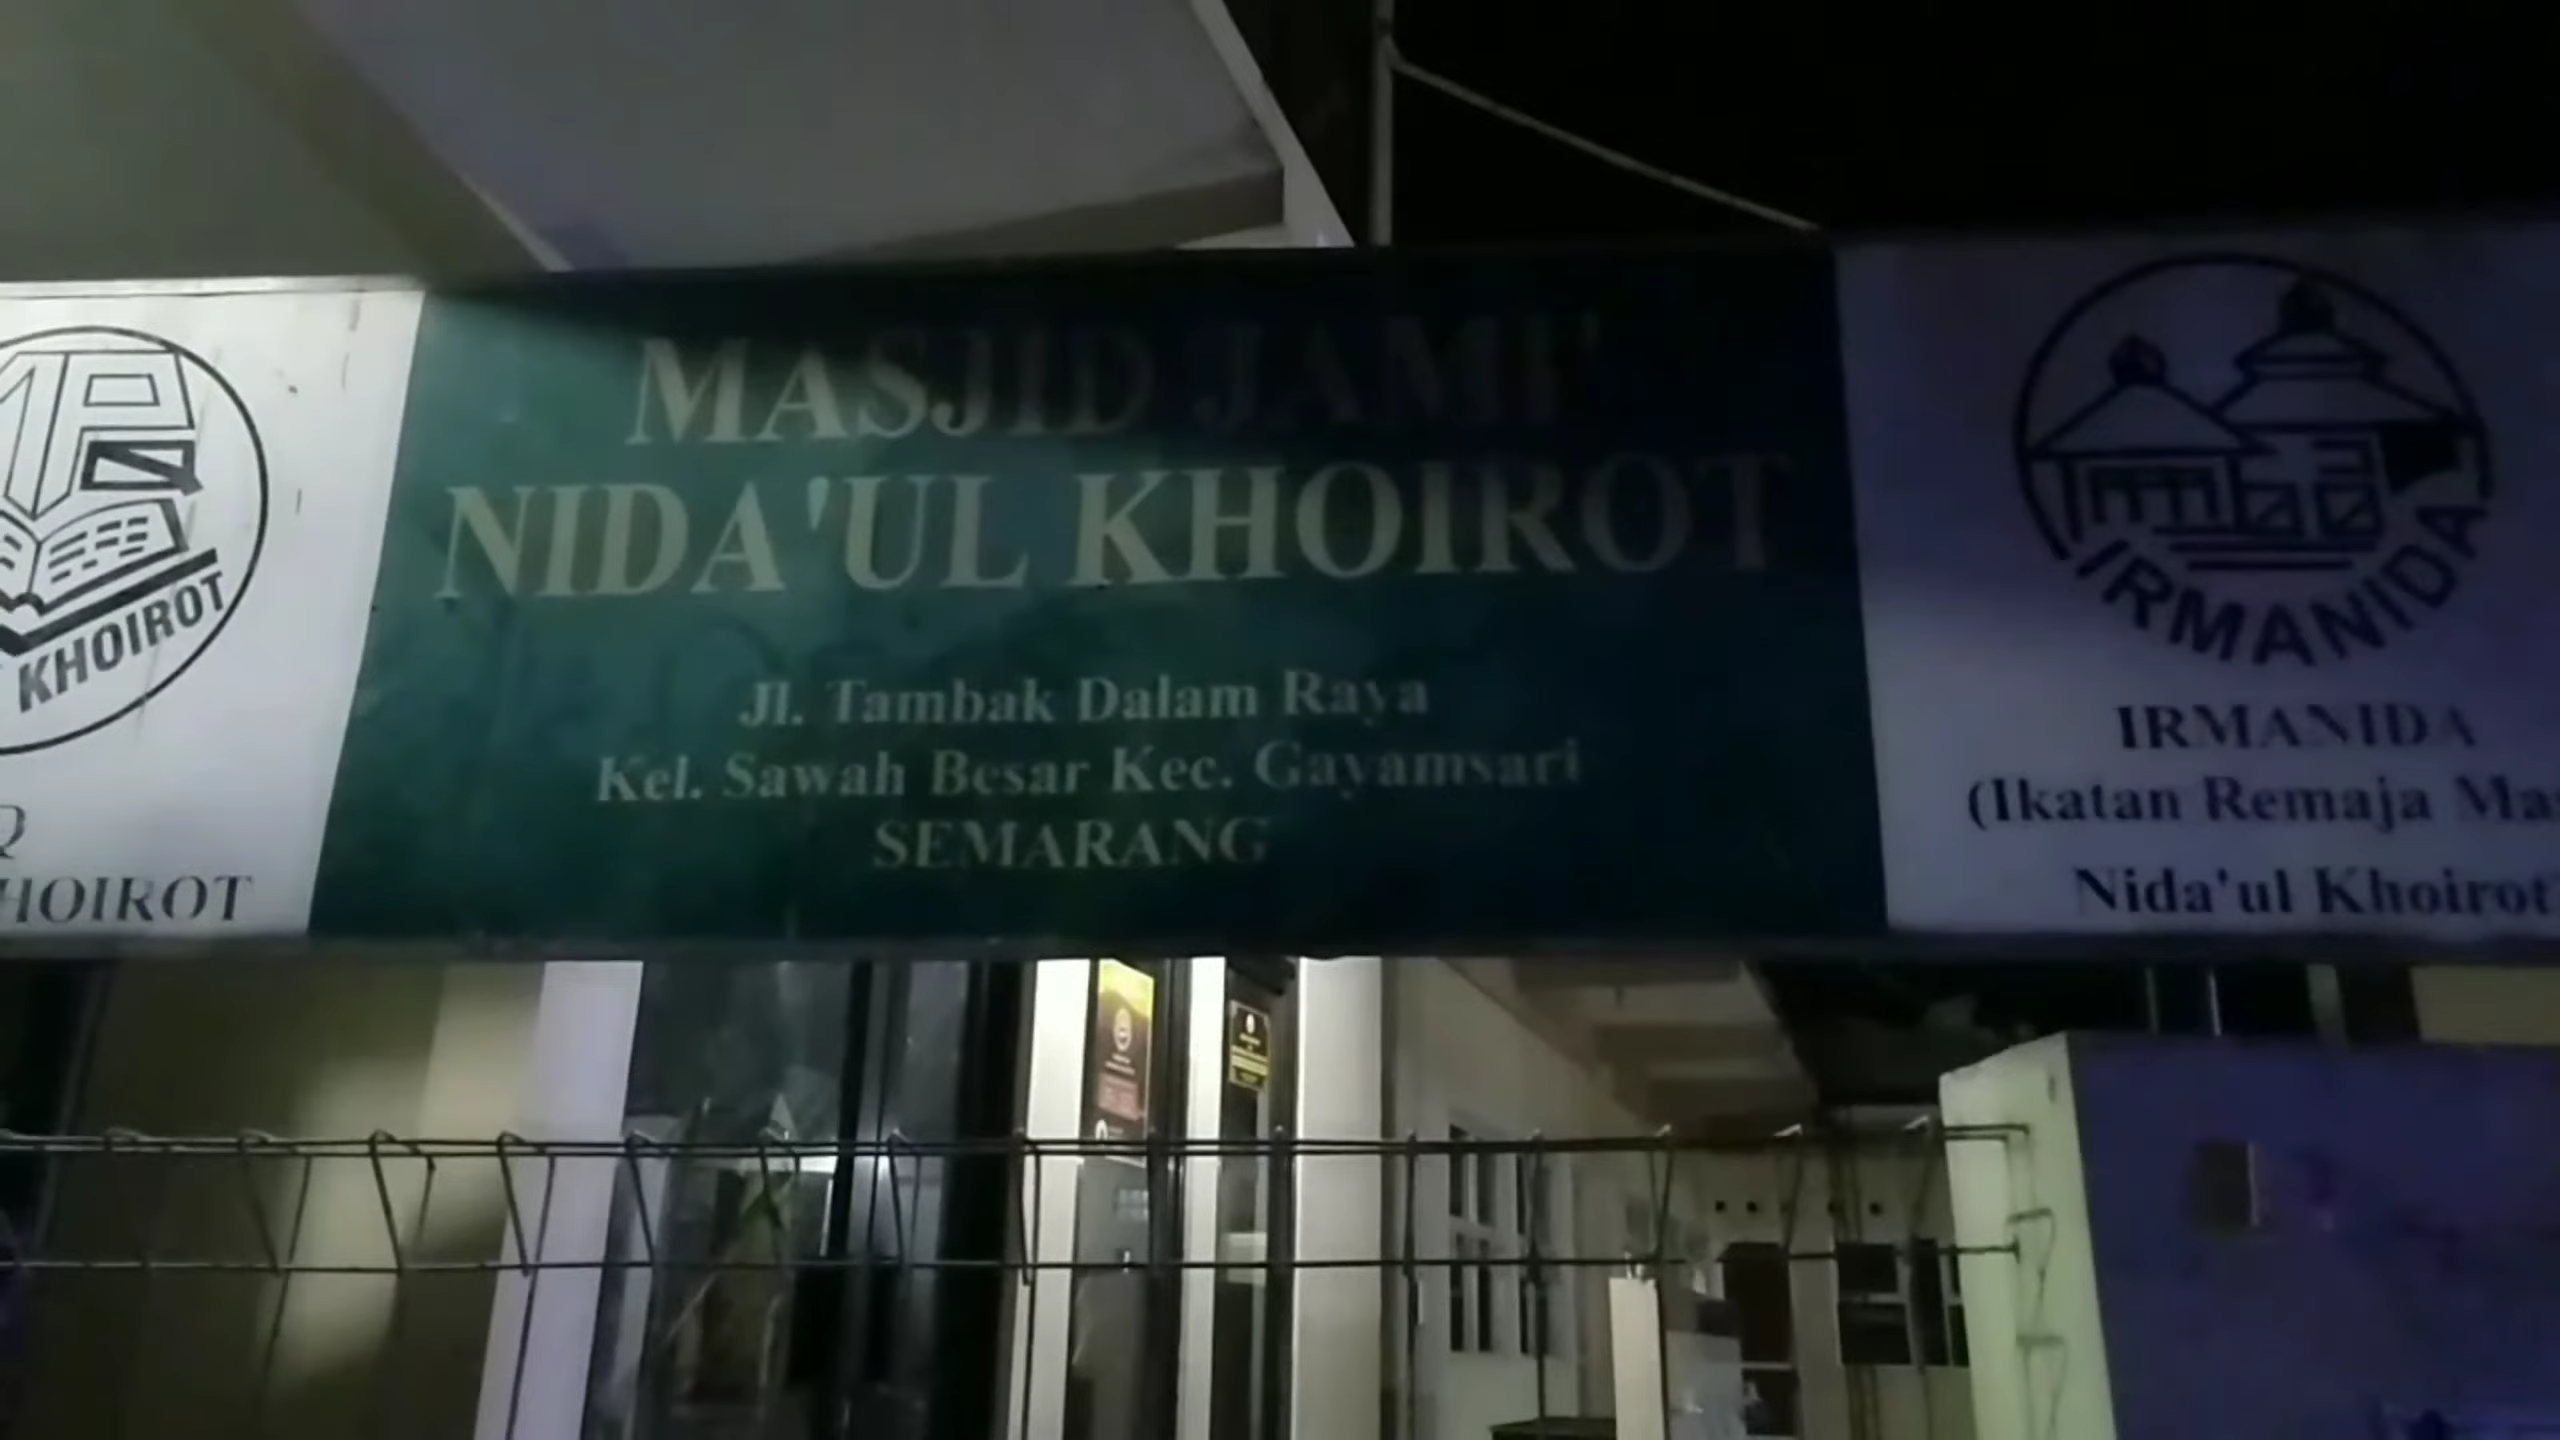 KHOIROT
Q
HOIROT
MASJID JAMI'
NIDA'UL KHOIROT
Jl. Tambak Dalam Raya
Kel. Sawah Besar Kec. Gayamsari
SEMARANG
IRMANIDA
IRMANIDA
(Ikatan Remaja Mas
Nida'ul Khoirot